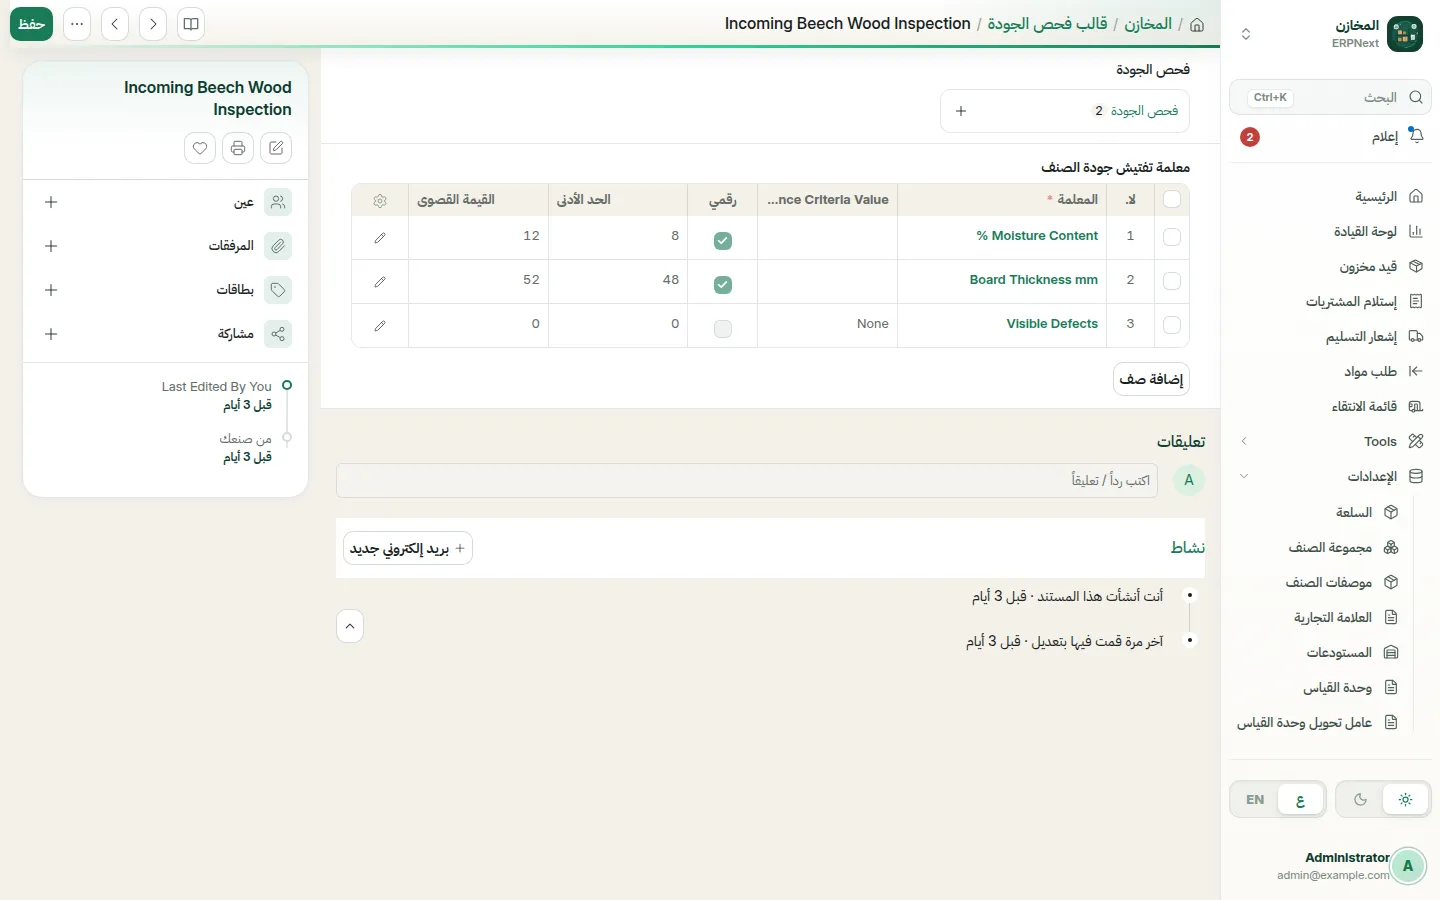 المخازن
ERPNext
البحث
Ctrl+K
إعلام
2
الرئيسية
لوحة القيادة
قيد مخزون
إستلام المشتريات
إشعار التسليم
طلب مواد
قائمة الانتقاء
Tools
الإعدادات
السلعة
مجموعة الصنف
موصفات الصنف
العلامة التجارية
المستودعات
وحدة القياس
عامل تحويل وحدة القياس
ع
EN
Administrator
admin@example.com
A
المخازن / قالب فحص الجودة / Incoming Beech Wood Inspection
حفظ
فحص الجودة
فحص الجودة 2
معلمة تفتيش جودة الصنف
لا. المعلمة * nce Criteria Value... رقمي الحد الأدنى القيمة القصوى
1 % Moisture Content 8 12
2 Board Thickness mm 48 52
3 Visible Defects None 0 0
إضافة صف
تعليقات
A
اكتب رداً / تعليقاً
نشاط
بريد إلكتروني جديد
أنت أنشأت هذا المستند · قبل 3 أيام
آخر مرة قمت فيها بتعديل · قبل 3 أيام
Incoming Beech Wood
Inspection
عين
المرفقات
بطاقات
مشاركة
Last Edited By You
قبل 3 أيام
من صنعك
قبل 3 أيام